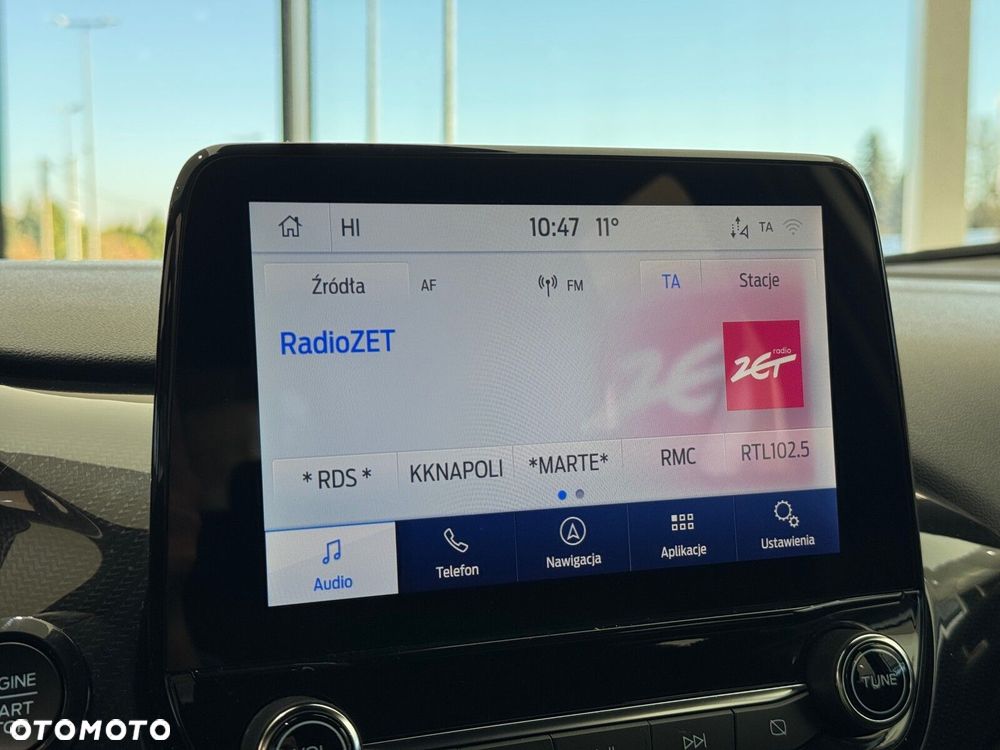 HI 10:47 11° TA
Źródła AF FM TA Stacje
RadioZET
radio
ZET
*RDS* KKNAPOLI *MARTE* RMC RTL102.5
Audio Telefon Nawigacja Aplikacje Ustawienia
TUNE
OTOMOTO